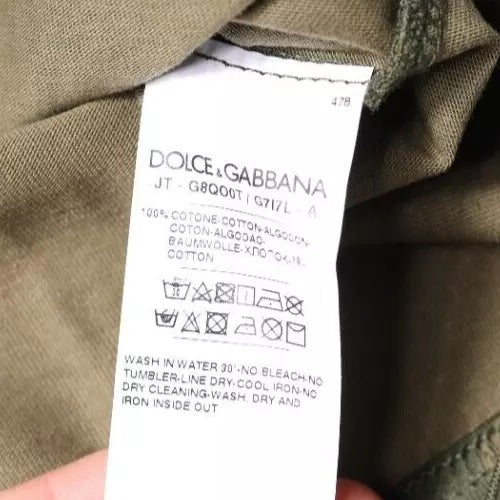 478
DOLCE & GABBANA
JT - G8QO0T | G7I7L - A
100% COTONE-COTTON-ALGODON-
COTON-ALGODAO-
BAUMWOLLE-ХЛОПОК-
COTTON
WASH IN WATER 30°-NO BLEACH-NO
TUMBLER-LINE DRY-COOL IRON-NO
DRY CLEANING-WASH, DRY AND
IRON INSIDE OUT